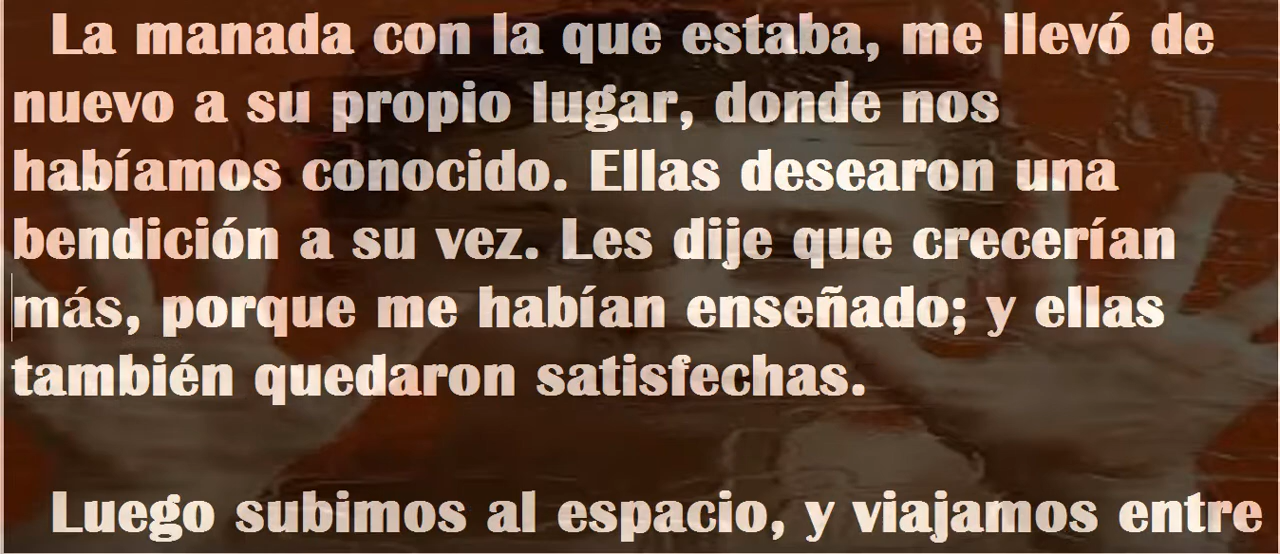 La manada con la que estaba, me llevó de
nuevo a su propio lugar, donde nos
habíamos conocido. Ellas desearon una
bendición a su vez. Les dije que crecerían
más, porque me habían enseñado; y ellas
también quedaron satisfechas.
Luego subimos al espacio, y viajamos entre